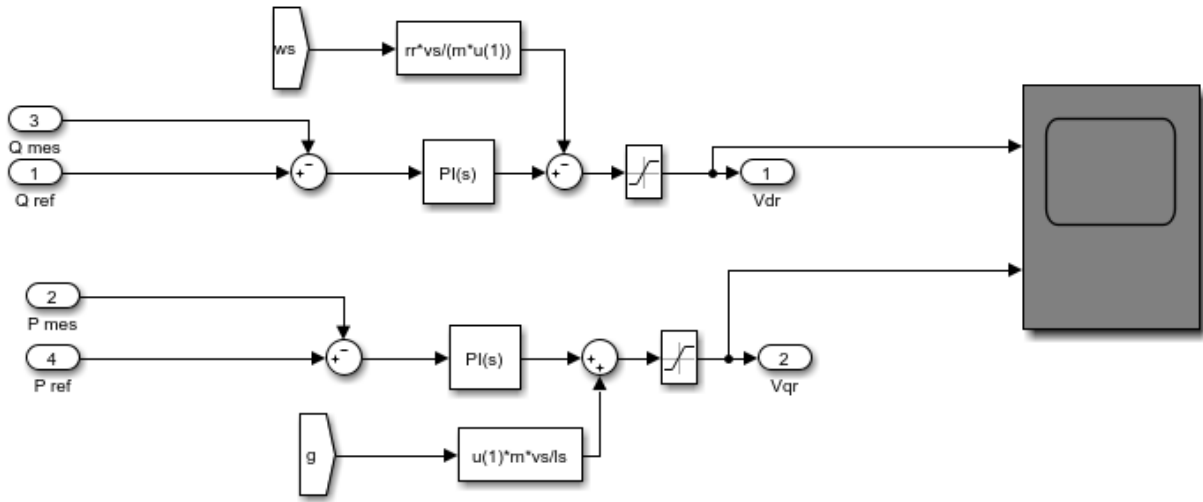 ws
rr*vs/(m*u(1))
3
Q mes
1
Q ref
PI(s)
1
Vdr
2
P mes
4
P ref
PI(s)
2
Vqr
g
u(1)*m*vs/ls